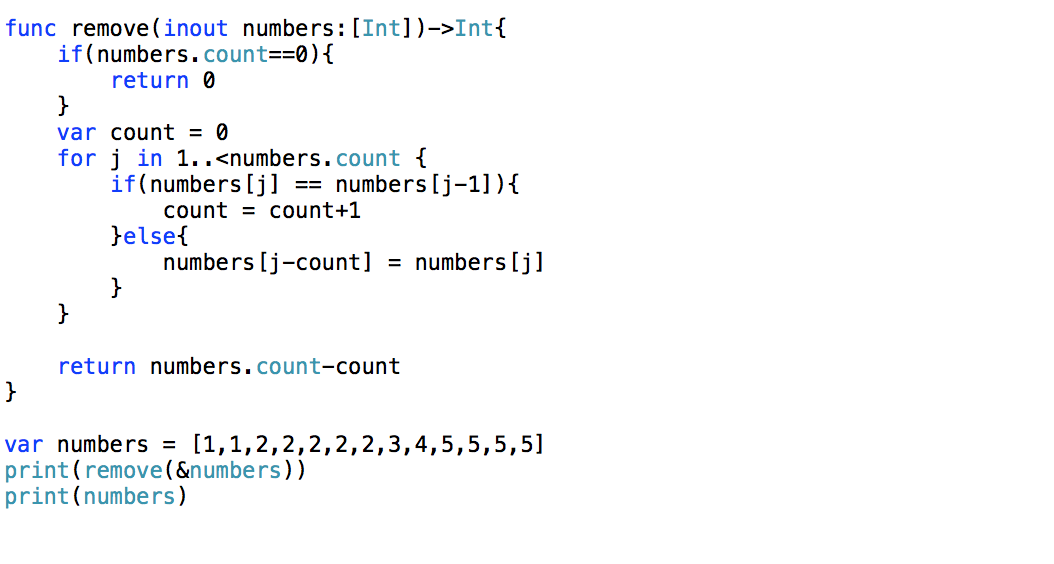 func remove(inout numbers:[Int])->Int{
    if(numbers.count==0){
        return 0
    }
    var count = 0
    for j in 1..<numbers.count {
        if(numbers[j] == numbers[j-1]){
            count = count+1
        }else{
            numbers[j-count] = numbers[j]
        }
    }

    return numbers.count-count
}

var numbers = [1,1,2,2,2,2,2,3,4,5,5,5,5]
print(remove(&numbers))
print(numbers)